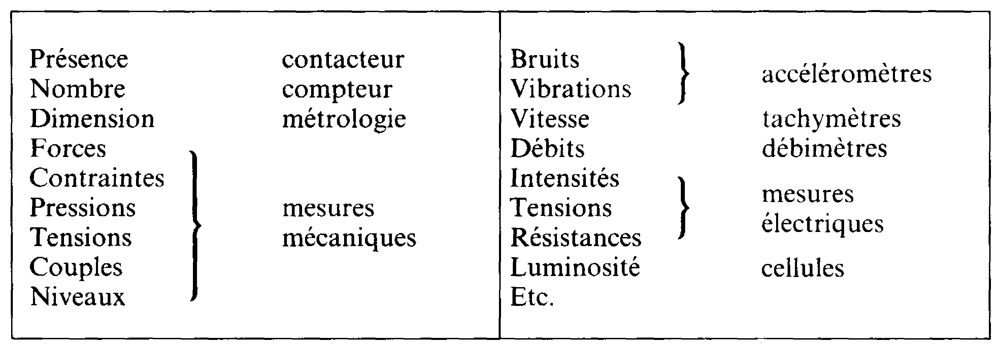 Présence contacteur
Nombre compteur
Dimension métrologie
Forces
Contraintes
Pressions mesures
Tensions mécaniques
Couples
Niveaux
Bruits
accéléromètres
Vibrations
Vitesse tachymètres
Débits débimètres
Intensités
mesures
Tensions
électriques
Résistances
Luminosité cellules
Etc.